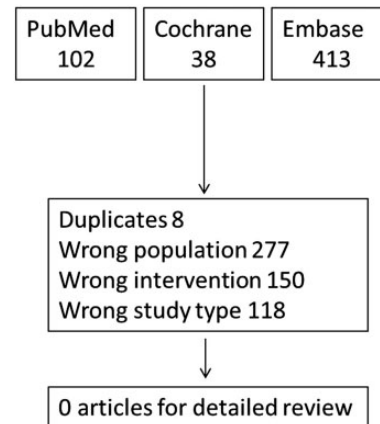 PubMed
102
Cochrane
38
Embase
413
Duplicates 8
Wrong population 277
Wrong intervention 150
Wrong study type 118
0 articles for detailed review